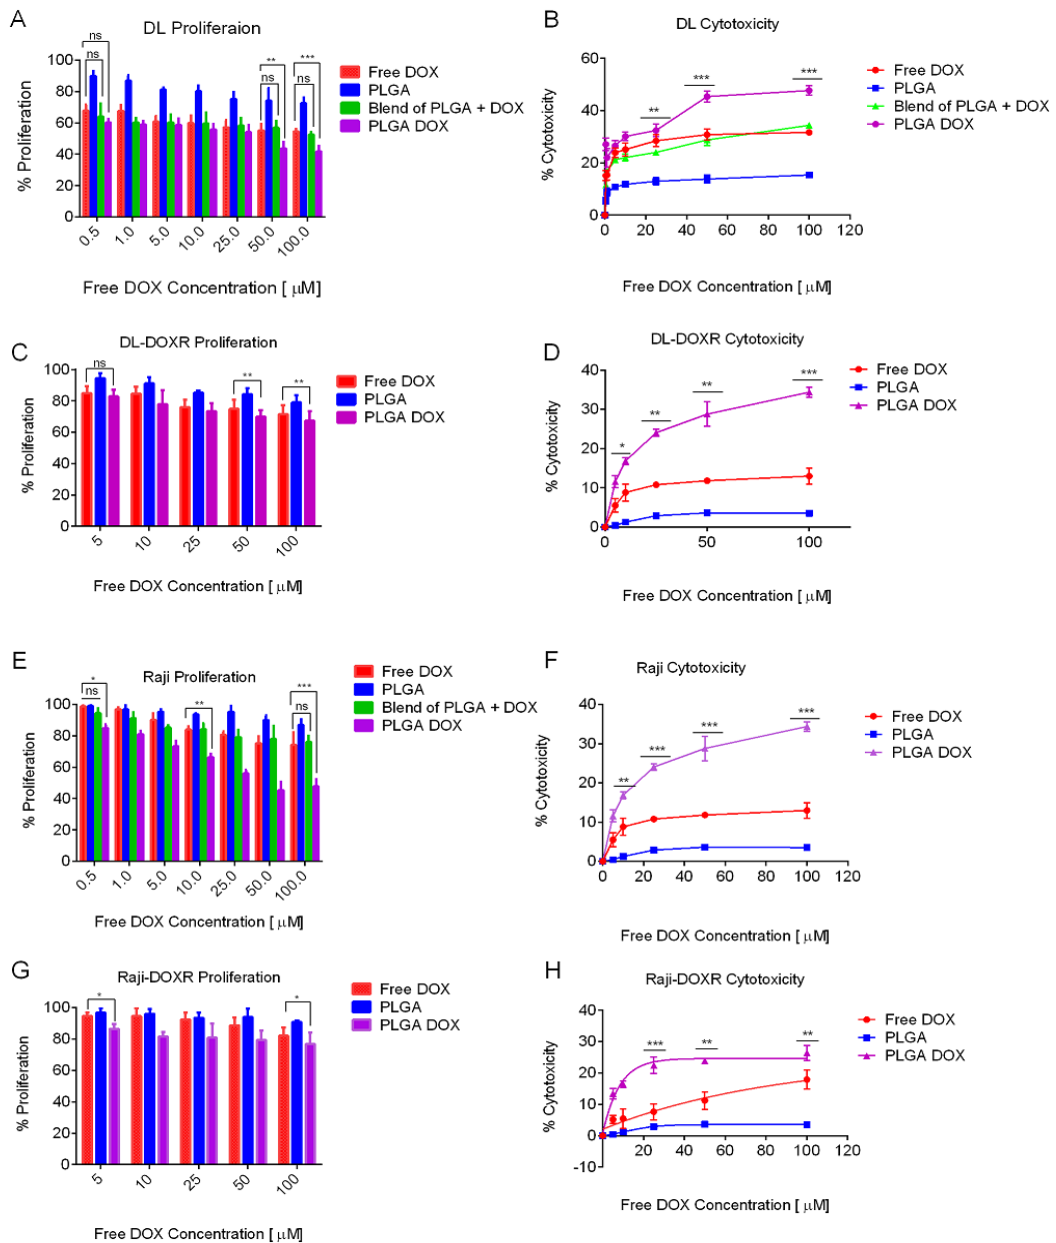 A
DL Proliferaion
ns
ns
**
ns
***
ns
100
80
60
40
20
0
% Proliferation
0.5
1.0
5.0
10.0
25.0
50.0
100.0
Free DOX Concentration [ μM]
Free DOX
PLGA
Blend of PLGA + DOX
PLGA DOX
B
DL Cytotoxicity
60
40
20
0
% Cytotoxicity
**
***
***
0
20
40
60
80
100
120
Free DOX Concentration [ μM]
Free DOX
PLGA
Blend of PLGA + DOX
PLGA DOX
C
DL-DOXR Proliferation
ns
**
**
100
80
60
40
20
0
% Proliferation
5
10
25
50
100
Free DOX Concentration [ μM]
Free DOX
PLGA
PLGA DOX
D
DL-DOXR Cytotoxicity
40
30
20
10
0
% Cytotoxicity
*
**
**
***
0
50
100
Free DOX Concentration [ μM]
Free DOX
PLGA
PLGA DOX
E
Raji Proliferation
*
ns
**
***
ns
100
80
60
40
20
0
% Proliferation
0.5
1.0
5.0
10.0
25.0
50.0
100.0
Free DOX Concentration [ μM]
Free DOX
PLGA
Blend of PLGA + DOX
PLGA DOX
F
Raji Cytotoxicity
40
30
20
10
0
% Cytotoxicity
**
***
***
***
0
20
40
60
80
100
120
Free DOX Concentration [ μM]
Free DOX
PLGA
PLGA DOX
G
Raji-DOXR Proliferation
*
*
100
80
60
40
20
0
% Proliferation
5
10
25
50
100
Free DOX Concentration [ μM]
Free DOX
PLGA
PLGA DOX
H
Raji-DOXR Cytotoxicity
40
30
20
10
0
-10
% Cytotoxicity
***
**
**
20
40
60
80
100
120
Free DOX Concentration [ μM]
Free DOX
PLGA
PLGA DOX